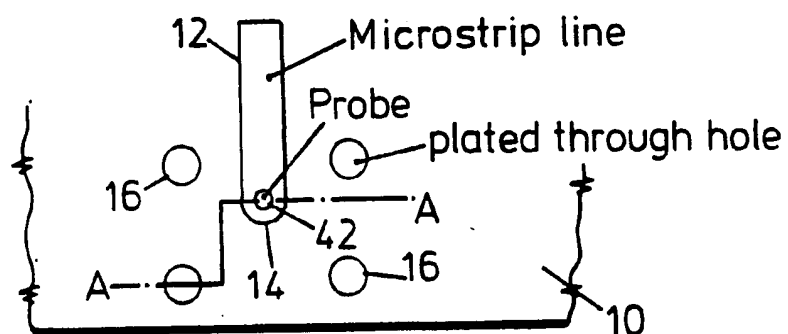 12
Microstrip line
Probe
plated through hole
16
A
42
A
14
16
10